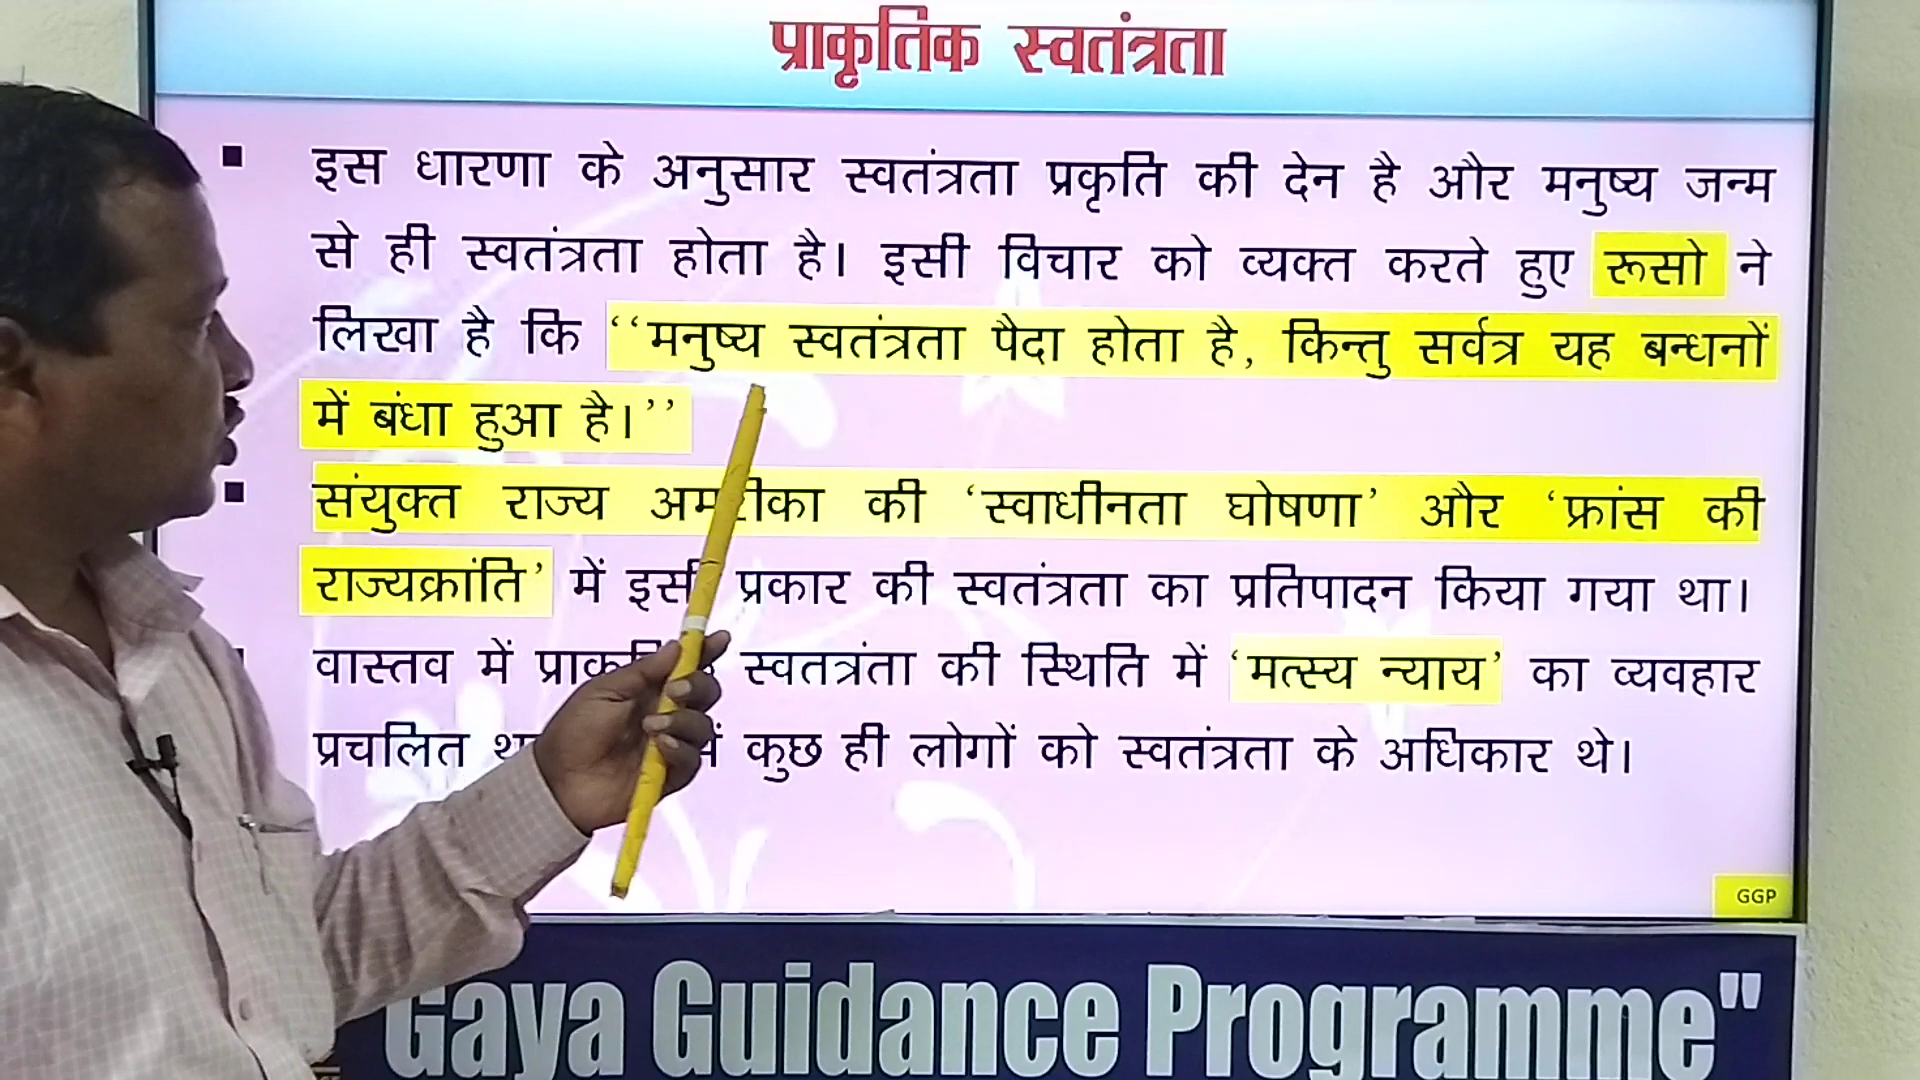 प्राकृतिक स्वतंत्रता
▪ इस धारणा के अनुसार स्वतंत्रता प्रकृति की देन है और मनुष्य जन्म
से ही स्वतंत्रता होता है। इसी विचार को व्यक्त करते हुए रूसो ने
लिखा है कि ‘‘मनुष्य स्वतंत्रता पैदा होता है, किन्तु सर्वत्र यह बन्धनों
में बंधा हुआ है।’’
▪ संयुक्त राज्य अमरीका की ‘स्वाधीनता घोषणा’ और ‘फ्रांस की
राज्यक्रांति’ में इसी प्रकार की स्वतंत्रता का प्रतिपादन किया गया था।
वास्तव में स्वतत्रंता की स्थिति में ‘मत्स्य न्याय’ का व्यवहार
प्रचलित कुछ ही लोगों को स्वतंत्रता के अधिकार थे।
GGP
Gaya Guidance Programme"